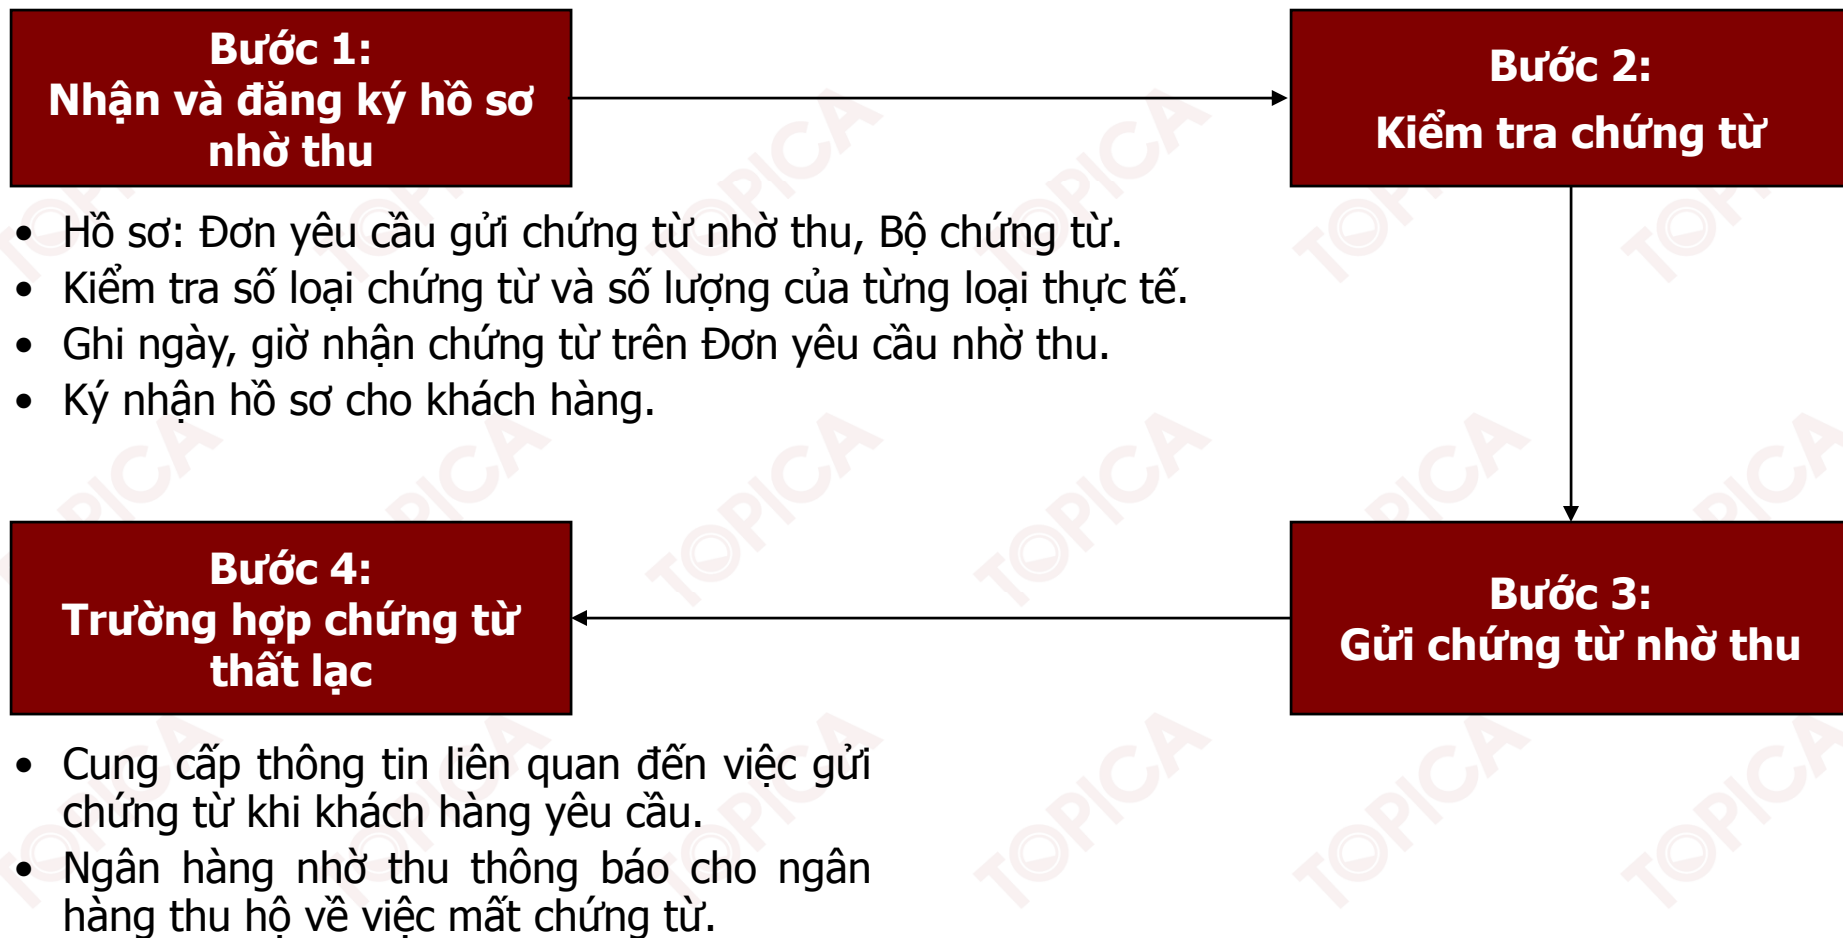 Bước 1:
Nhận và đăng ký hồ sơ
nhờ thu
Bước 2:
Kiểm tra chứng từ
• Hồ sơ: Đơn yêu cầu gửi chứng từ nhờ thu, Bộ chứng từ.
• Kiểm tra số loại chứng từ và số lượng của từng loại thực tế.
• Ghi ngày, giờ nhận chứng từ trên Đơn yêu cầu nhờ thu.
• Ký nhận hồ sơ cho khách hàng.
Bước 4:
Trường hợp chứng từ
thất lạc
Bước 3:
Gửi chứng từ nhờ thu
• Cung cấp thông tin liên quan đến việc gửi
chứng từ khi khách hàng yêu cầu.
• Ngân hàng nhờ thu thông báo cho ngân
hàng thu hộ về việc mất chứng từ.
TOPICA